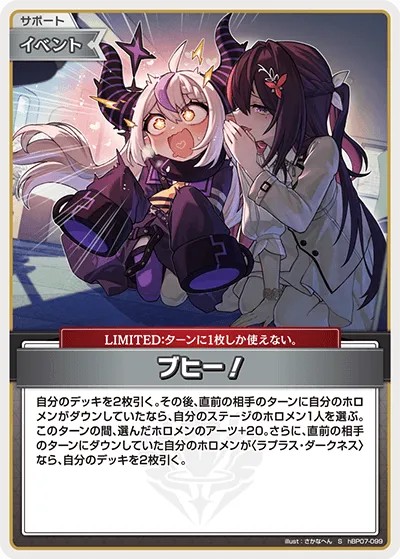 サポート
イベント
LIMITED:ターンに1枚しか使えない。
ブヒー!
自分のデッキを2枚引く。その後、直前の相手のターンに自分のホロ
メンがダウンしていたなら、自分のステージのホロメン1人を選ぶ。
このターンの間、選んだホロメンのアーツ+20。さらに、直前の相手
のターンにダウンしていた自分のホロメンが〈ラプラス・ダークネス〉
なら、自分のデッキを2枚引く。
illust:さかなへん S hBP07-099